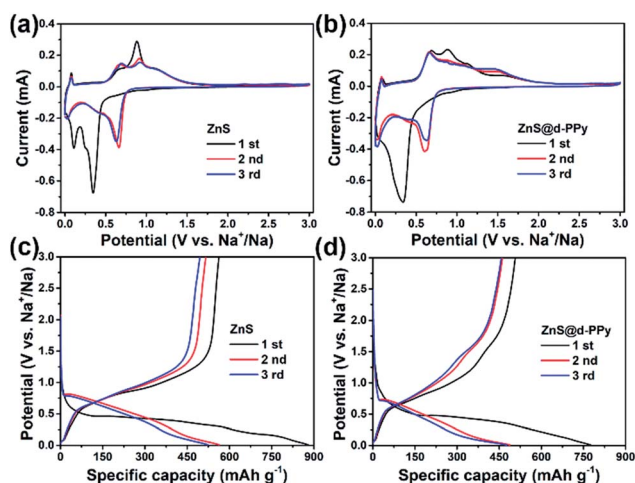 (a)
0.4
0.2
0.0
-0.2
-0.4
-0.6
-0.8
Current (mA)
ZnS
1 st
2 nd
3 rd
0.0 0.5 1.0 1.5 2.0 2.5 3.0
Potential (V vs. Na⁺/Na)
(b)
0.4
0.2
0.0
-0.2
-0.4
-0.6
-0.8
Current (mA)
ZnS@d-PPy
1 st
2 nd
3 rd
0.0 0.5 1.0 1.5 2.0 2.5 3.0
Potential (V vs. Na⁺/Na)
(c)
3.0
2.5
2.0
1.5
1.0
0.5
0.0
Potential (V vs. Na⁺/Na)
ZnS
1 st
2 nd
3 rd
0 150 300 450 600 750 900
Specific capacity (mAh g⁻¹)
(d)
3.0
2.5
2.0
1.5
1.0
0.5
0.0
Potential (V vs. Na⁺/Na)
ZnS@d-PPy
1 st
2 nd
3 rd
0 150 300 450 600 750 900
Specific capacity (mAh g⁻¹)